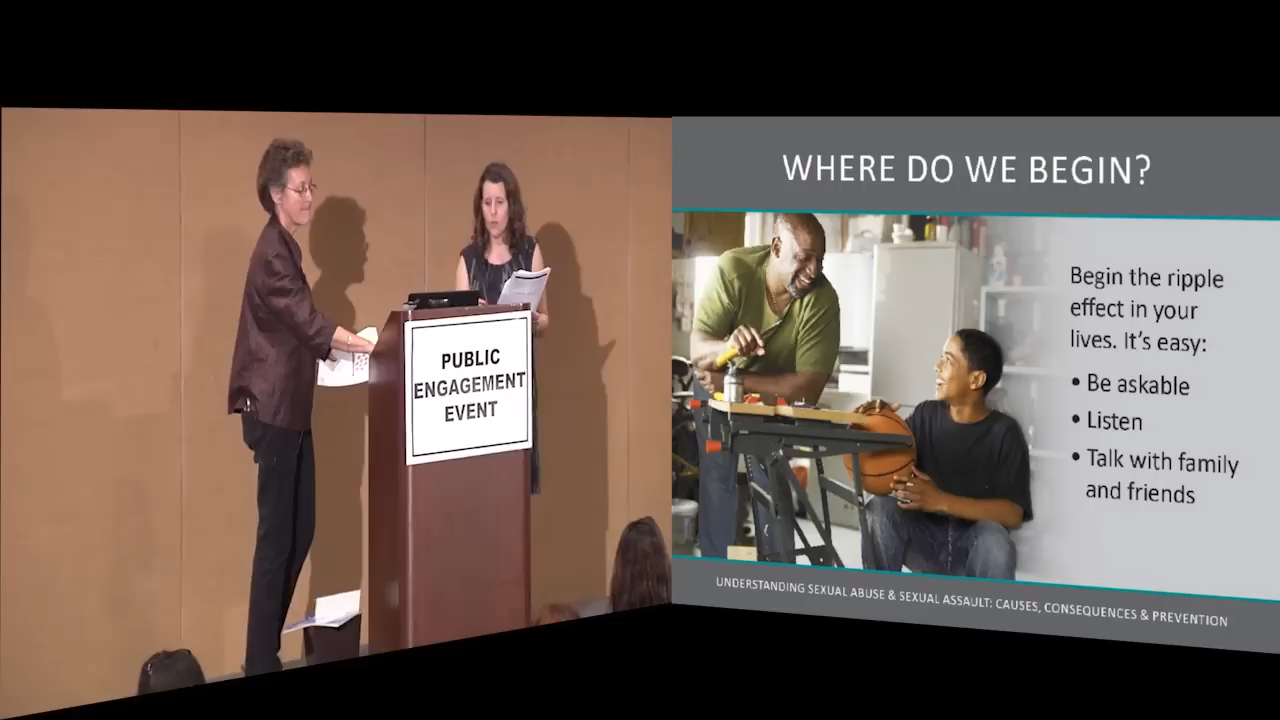 PUBLIC
ENGAGEMENT
EVENT
WHERE DO WE BEGIN?
Begin the ripple
effect in your
lives. It's easy:
• Be askable
• Listen
• Talk with family
and friends
UNDERSTANDING SEXUAL ABUSE & SEXUAL ASSAULT: CAUSES, CONSEQUENCES & PREVENTION